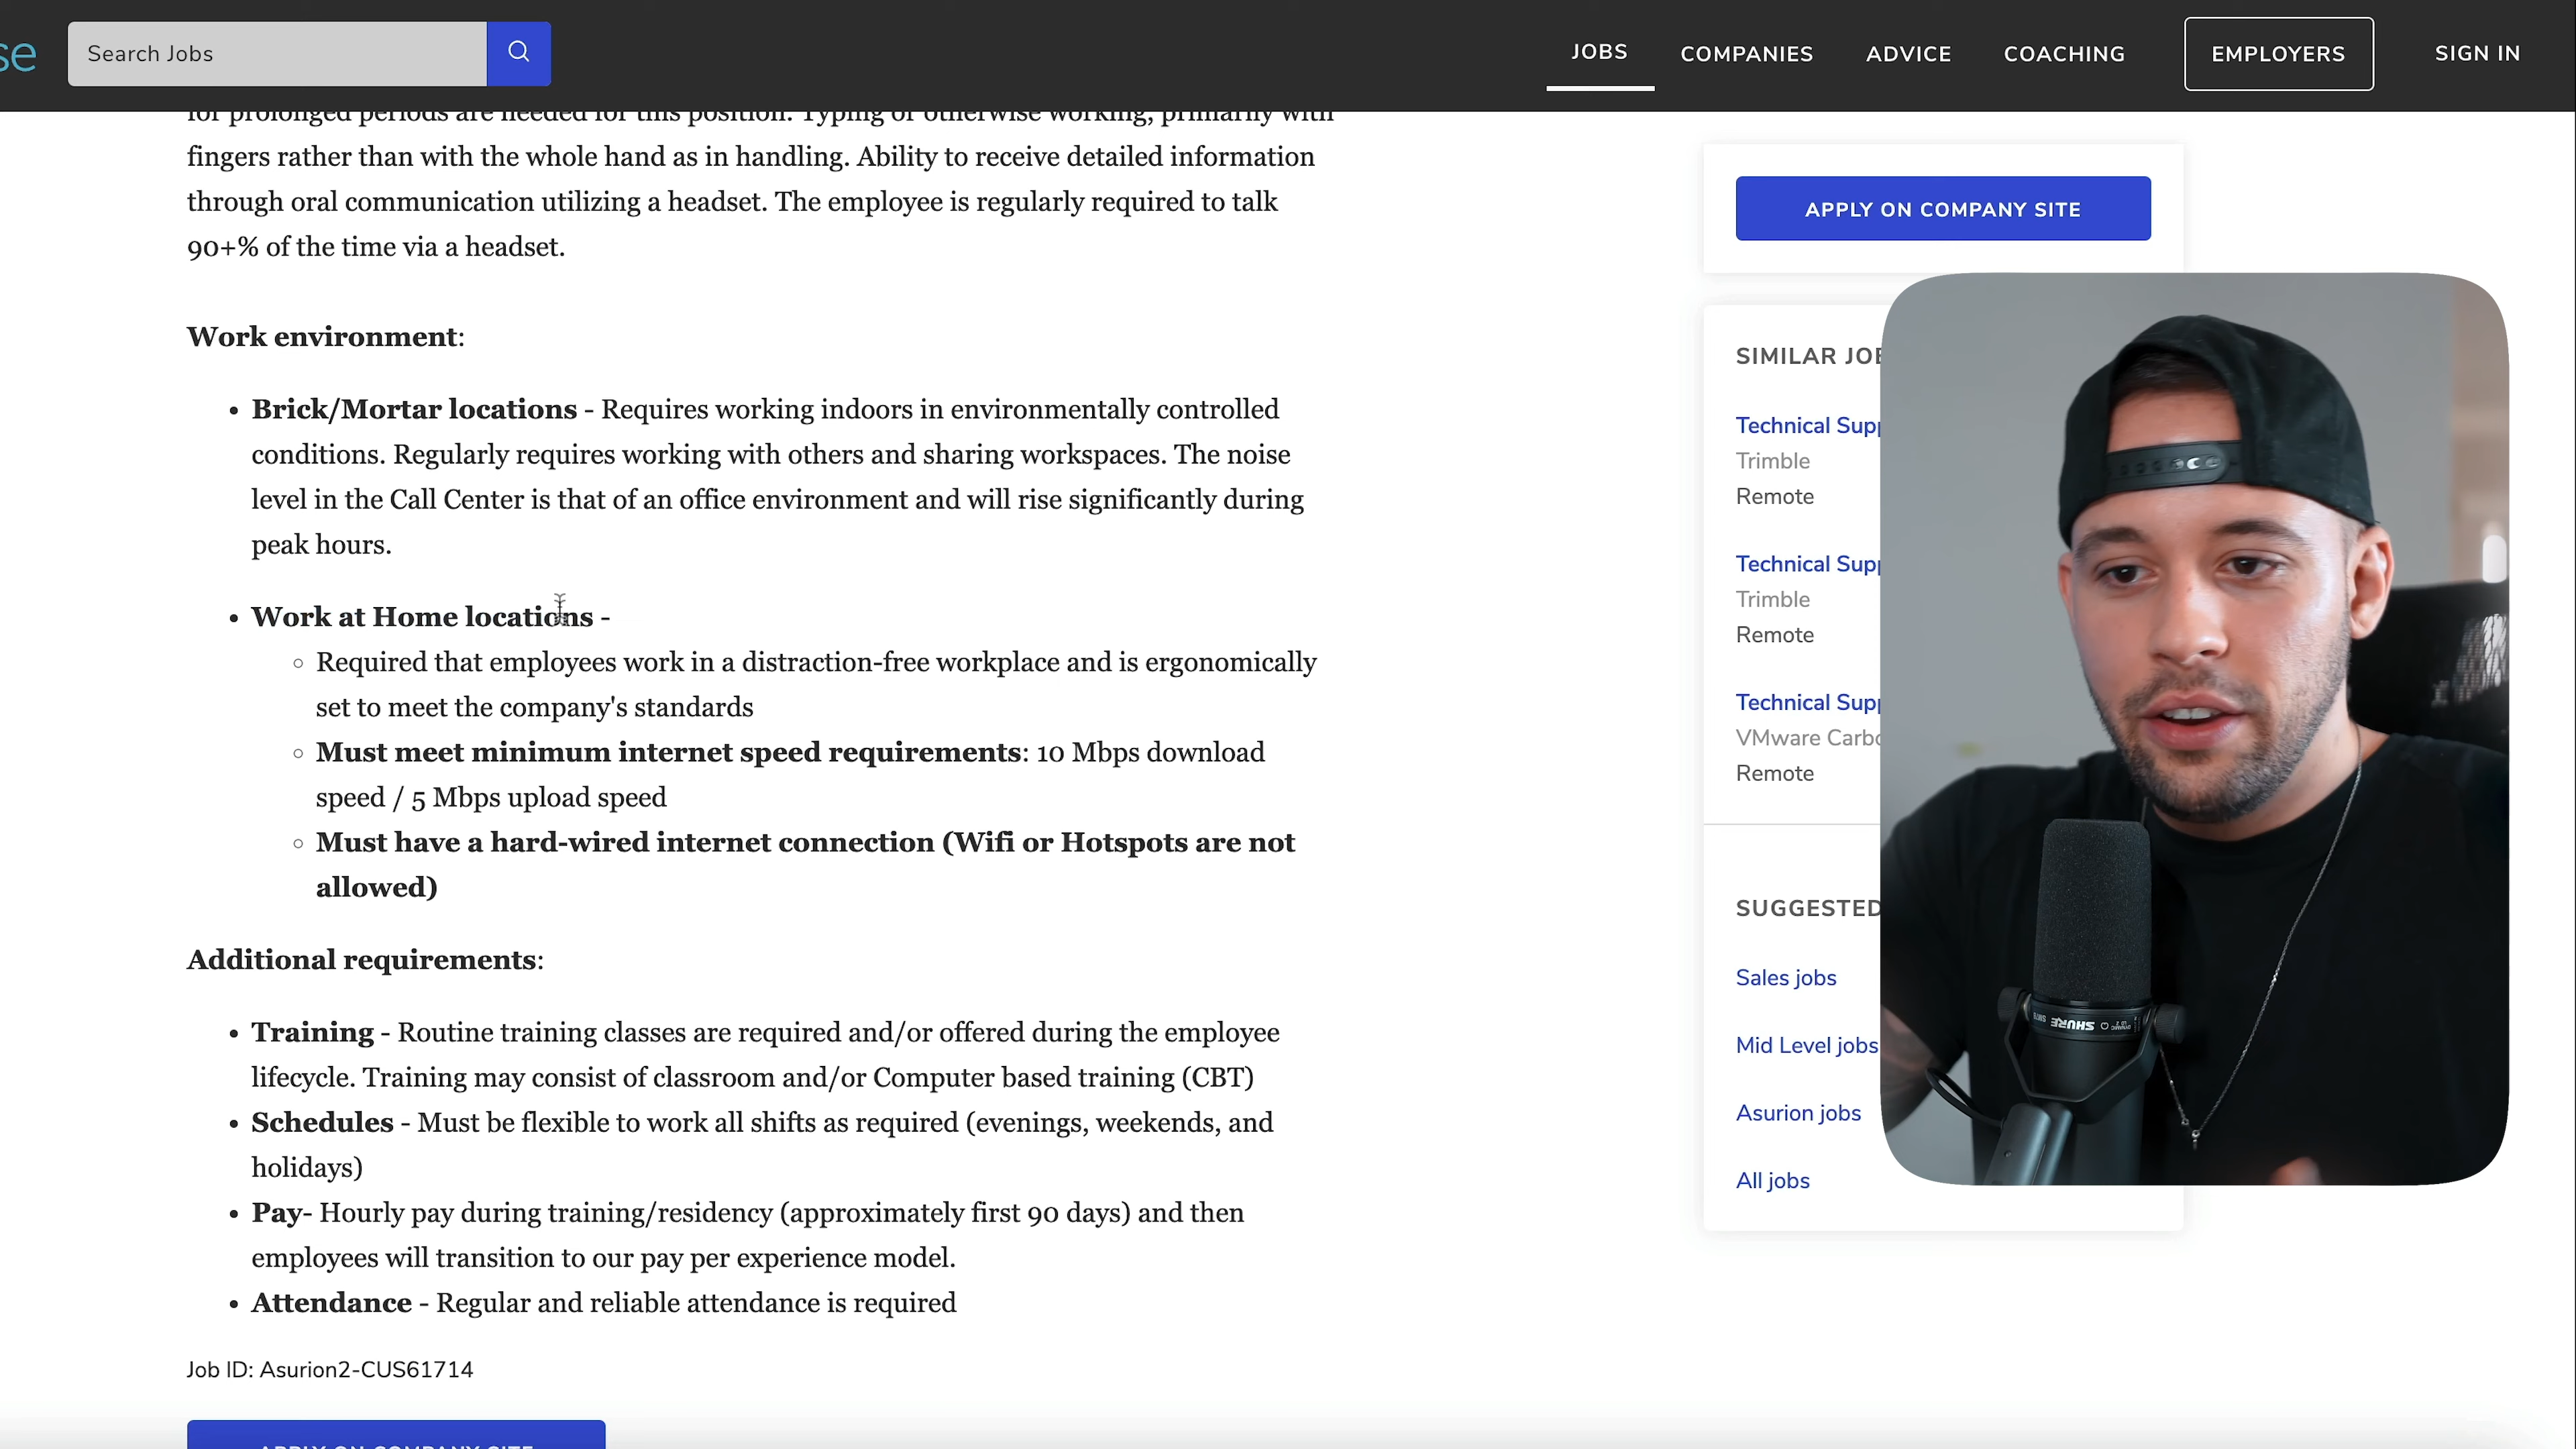 se
Search Jobs
JOBS
COMPANIES
ADVICE
COACHING
EMPLOYERS
SIGN IN
for prolonged periods are needed for this position. Typing or otherwise working, primarily with
fingers rather than with the whole hand as in handling. Ability to receive detailed information
through oral communication utilizing a headset. The employee is regularly required to talk
90+% of the time via a headset.
Work environment:
• Brick/Mortar locations - Requires working indoors in environmentally controlled
conditions. Regularly requires working with others and sharing workspaces. The noise
level in the Call Center is that of an office environment and will rise significantly during
peak hours.
• Work at Home locations -
◦ Required that employees work in a distraction-free workplace and is ergonomically
set to meet the company's standards
◦ Must meet minimum internet speed requirements: 10 Mbps download
speed / 5 Mbps upload speed
◦ Must have a hard-wired internet connection (Wifi or Hotspots are not
allowed)
Additional requirements:
• Training - Routine training classes are required and/or offered during the employee
lifecycle. Training may consist of classroom and/or Computer based training (CBT)
• Schedules - Must be flexible to work all shifts as required (evenings, weekends, and
holidays)
• Pay- Hourly pay during training/residency (approximately first 90 days) and then
employees will transition to our pay per experience model.
• Attendance - Regular and reliable attendance is required
Job ID: Asurion2-CUS61714
APPLY ON COMPANY SITE
APPLY ON COMPANY SITE
SIMILAR JOB
Technical Supp
Trimble
Remote
Technical Supp
Trimble
Remote
Technical Supp
VMware Carbo
Remote
SUGGESTED
Sales jobs
Mid Level jobs
Asurion jobs
All jobs
SHURE